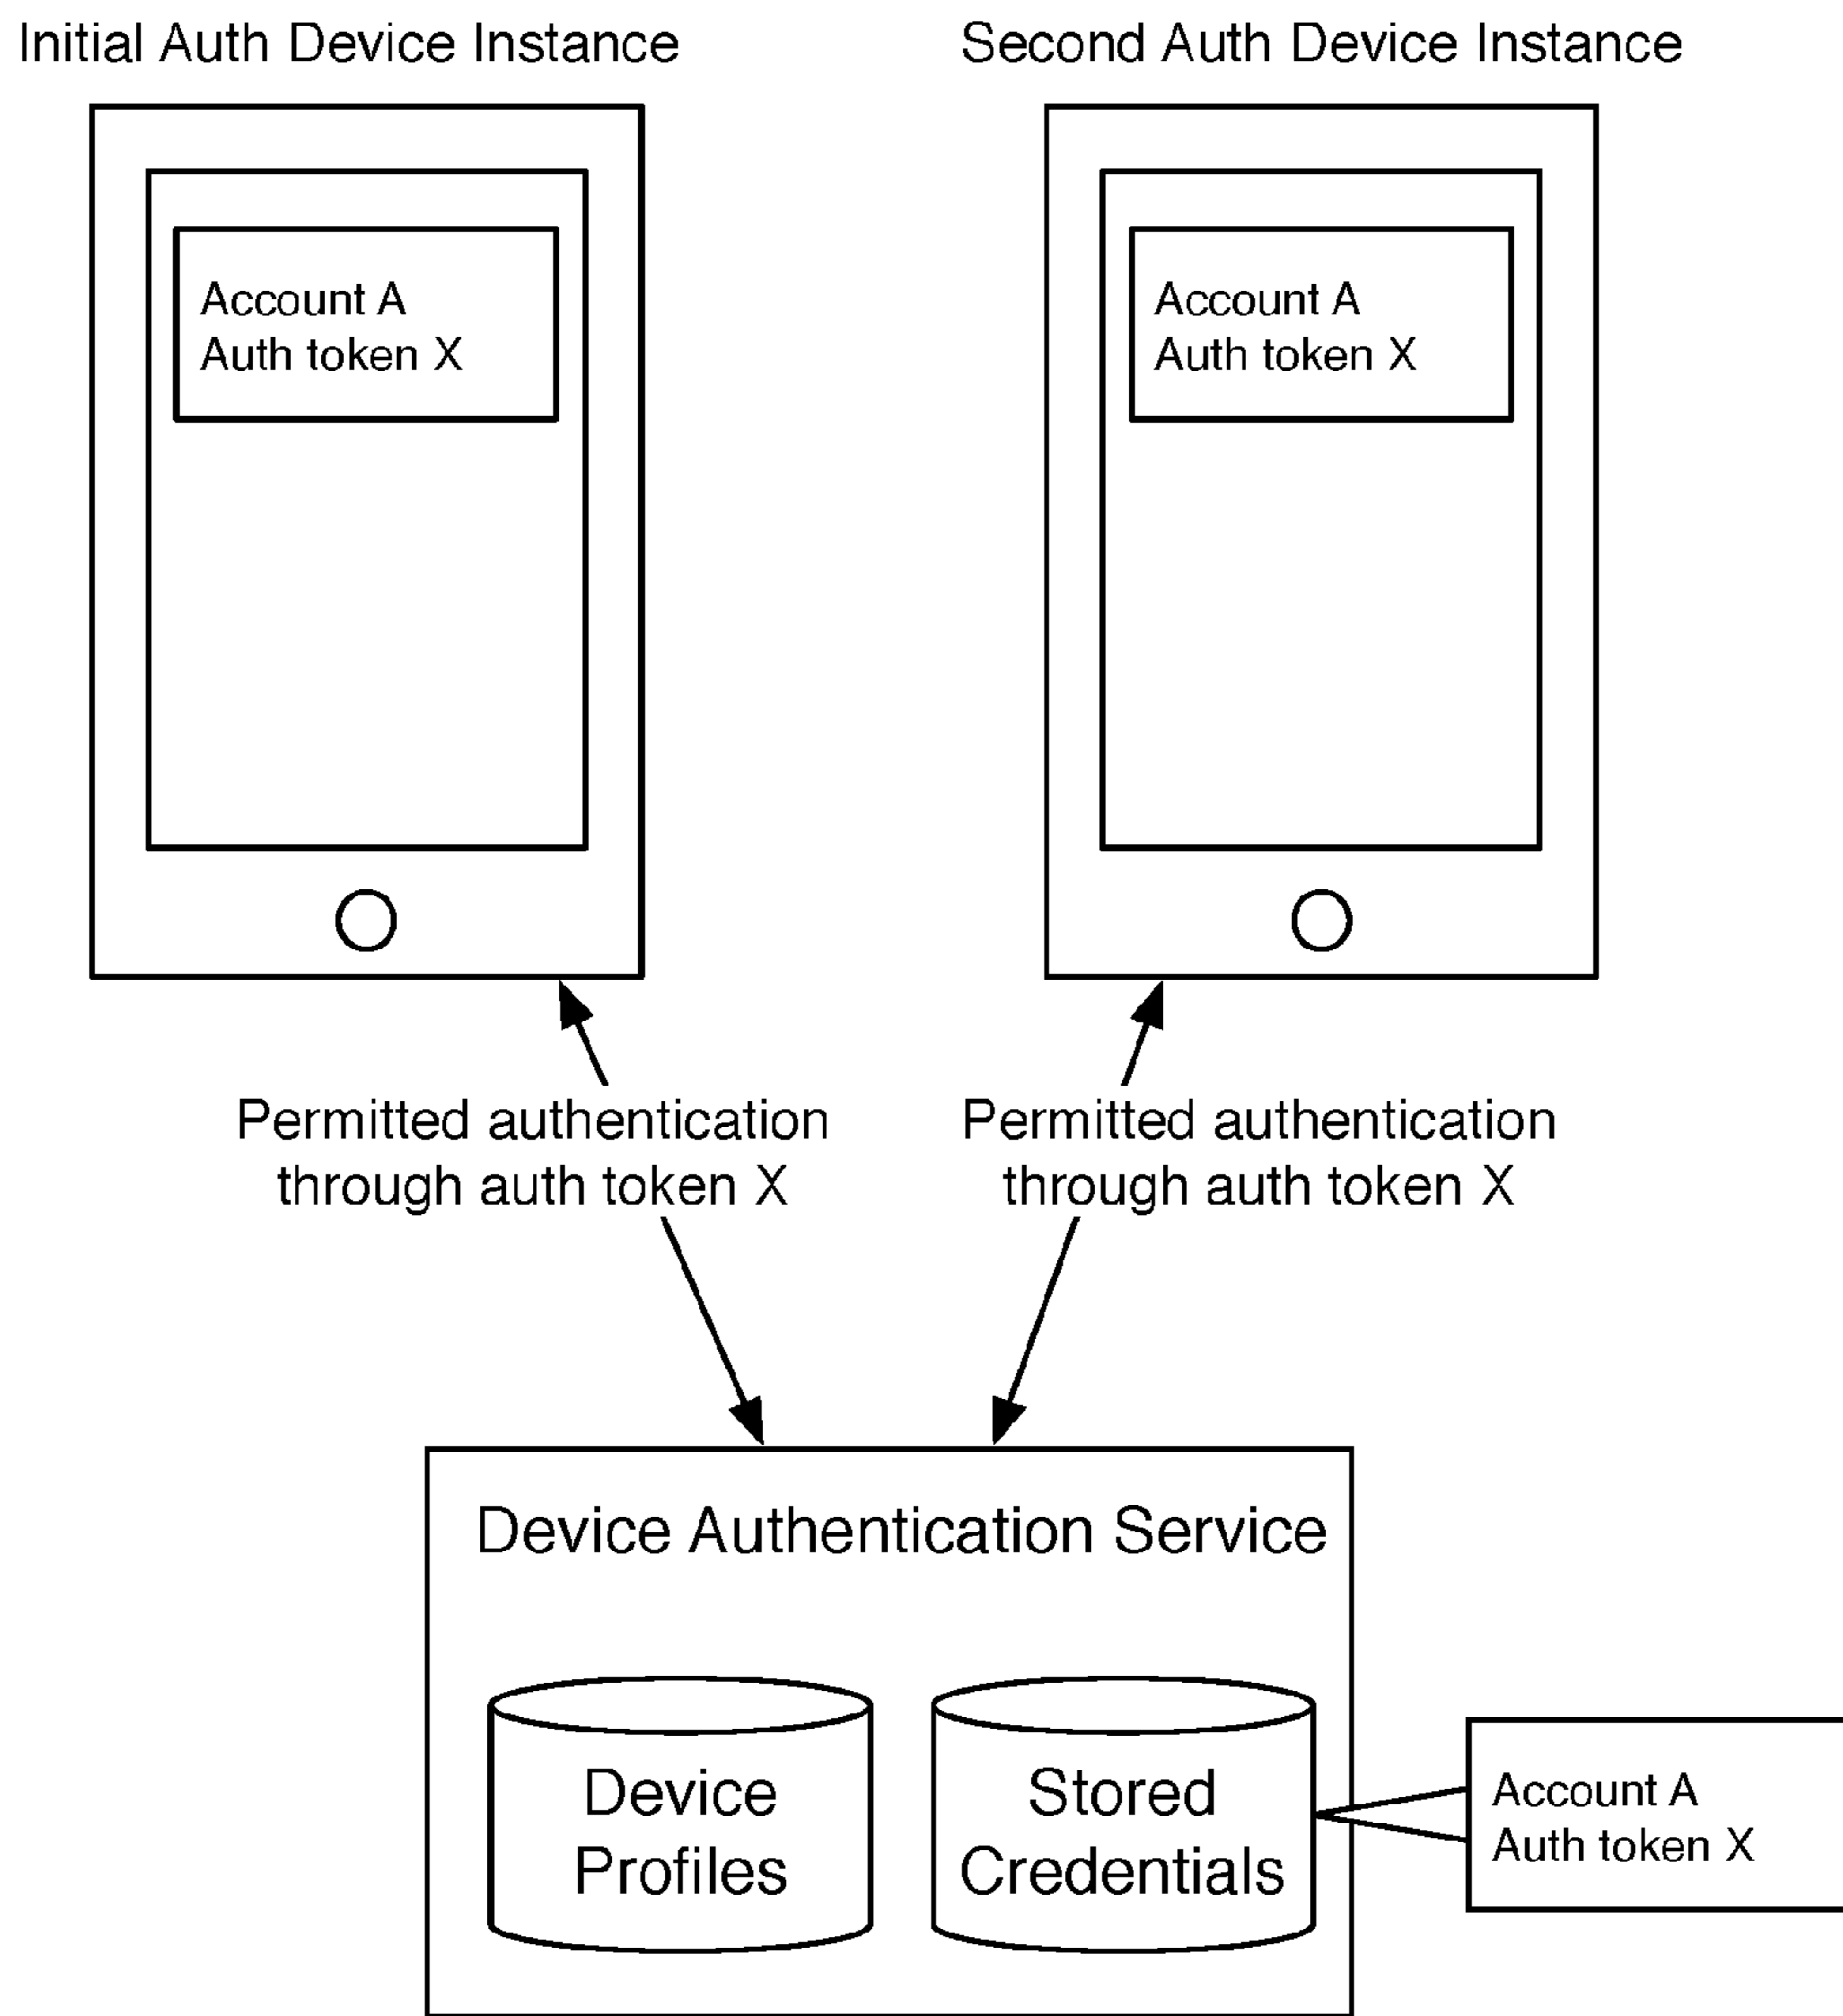 Initial Auth Device Instance
Second Auth Device Instance
Account A
Auth token X
Account A
Auth token X
Permitted authentication
through auth token X
Permitted authentication
through auth token X
Device Authentication Service
Device
Profiles
Stored
Credentials
Account A
Auth token X